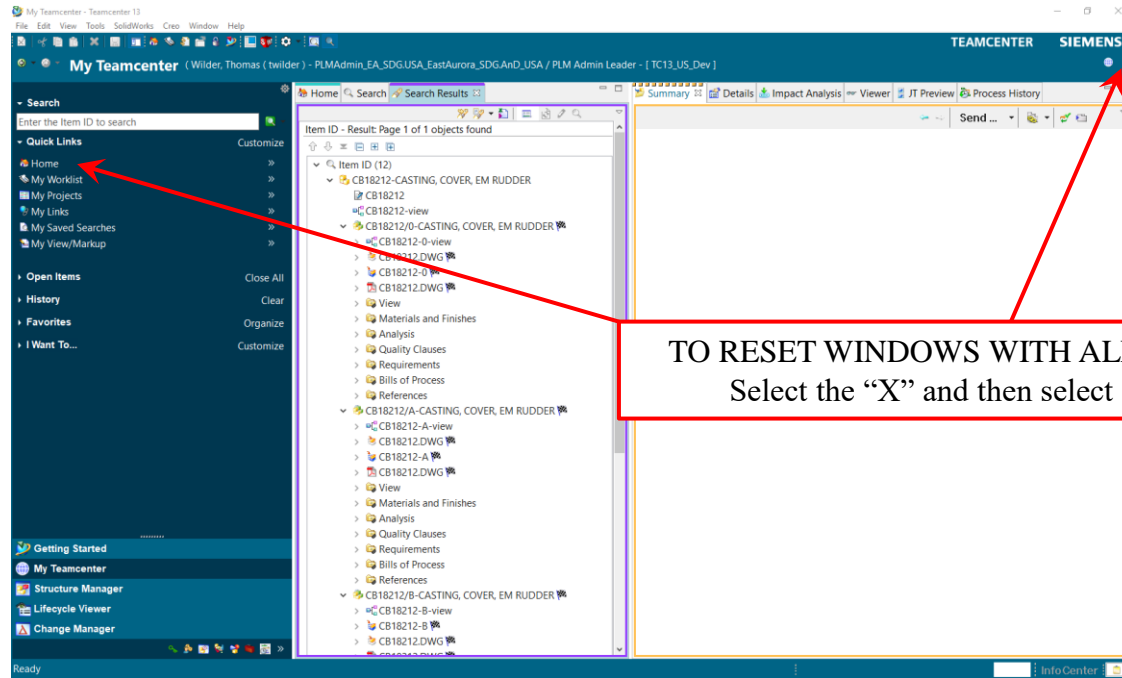 My Teamcenter - Teamcenter 13
File Edit View Tools SolidWorks Creo Window Help
TEAMCENTER SIEMENS
My Teamcenter ( Wilder, Thomas ( twilder ) - PLMAdmin_EA_SDG.USA_EastAurora_SDG.AnD_USA / PLM Admin Leader - [ TC13_US_Dev ]
Search
Enter the Item ID to search
Quick Links Customize
Home
My Worklist
My Projects
My Links
My Saved Searches
My View/Markup
Open Items Close All
History Clear
Favorites Organize
I Want To... Customize
Getting Started
My Teamcenter
Structure Manager
Lifecycle Viewer
Change Manager
Home Search Search Results
Item ID - Result: Page 1 of 1 objects found
Item ID (12)
CB18212-CASTING, COVER, EM RUDDER
CB18212
CB18212-view
CB18212/0-CASTING, COVER, EM RUDDER
CB18212-0-view
CB18212.DWG
CB18212-0
CB18212.DWG
View
Materials and Finishes
Analysis
Quality Clauses
Requirements
Bills of Process
References
CB18212/A-CASTING, COVER, EM RUDDER
CB18212-A-view
CB18212.DWG
CB18212-A
CB18212.DWG
View
Materials and Finishes
Analysis
Quality Clauses
Requirements
Bills of Process
References
CB18212/B-CASTING, COVER, EM RUDDER
CB18212-B-view
CB18212-B
CB18212.DWG
Summary Details Impact Analysis Viewer JT Preview Process History
Send ...
TO RESET WINDOWS WITH
Select the “X” and then select
Ready
InfoCenter